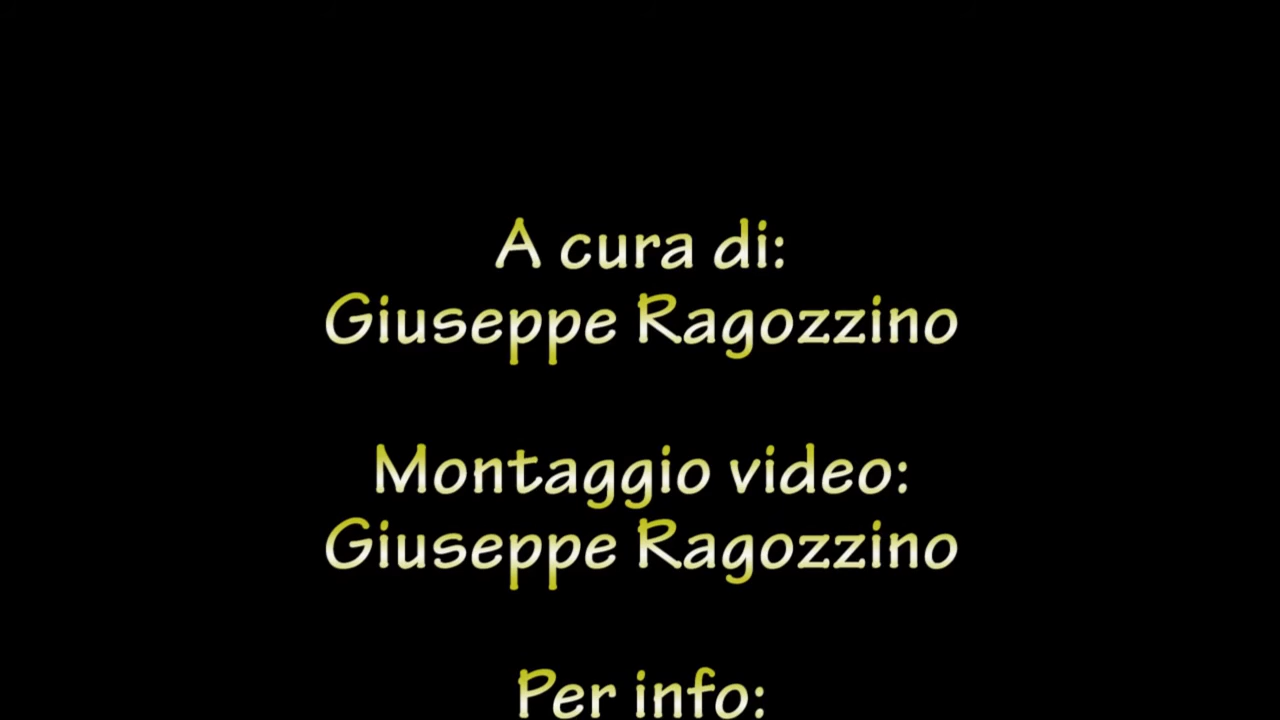 A cura di:
Giuseppe Ragozzino
Montaggio video:
Giuseppe Ragozzino
Per info: